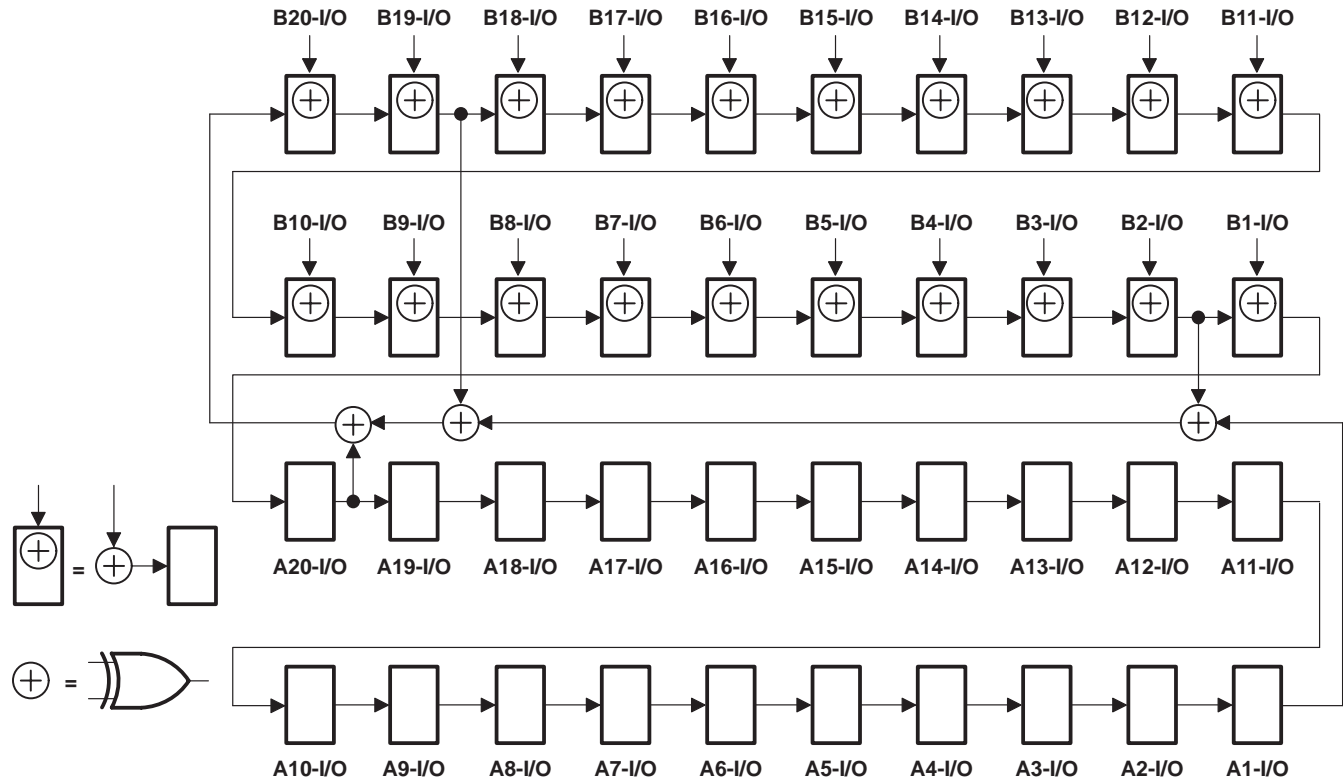 B20-I/O B19-I/O B18-I/O B17-I/O B16-I/O B15-I/O B14-I/O B13-I/O B12-I/O B11-I/O
B10-I/O B9-I/O B8-I/O B7-I/O B6-I/O B5-I/O B4-I/O B3-I/O B2-I/O B1-I/O
=
A20-I/O A19-I/O A18-I/O A17-I/O A16-I/O A15-I/O A14-I/O A13-I/O A12-I/O A11-I/O
=
A10-I/O A9-I/O A8-I/O A7-I/O A6-I/O A5-I/O A4-I/O A3-I/O A2-I/O A1-I/O